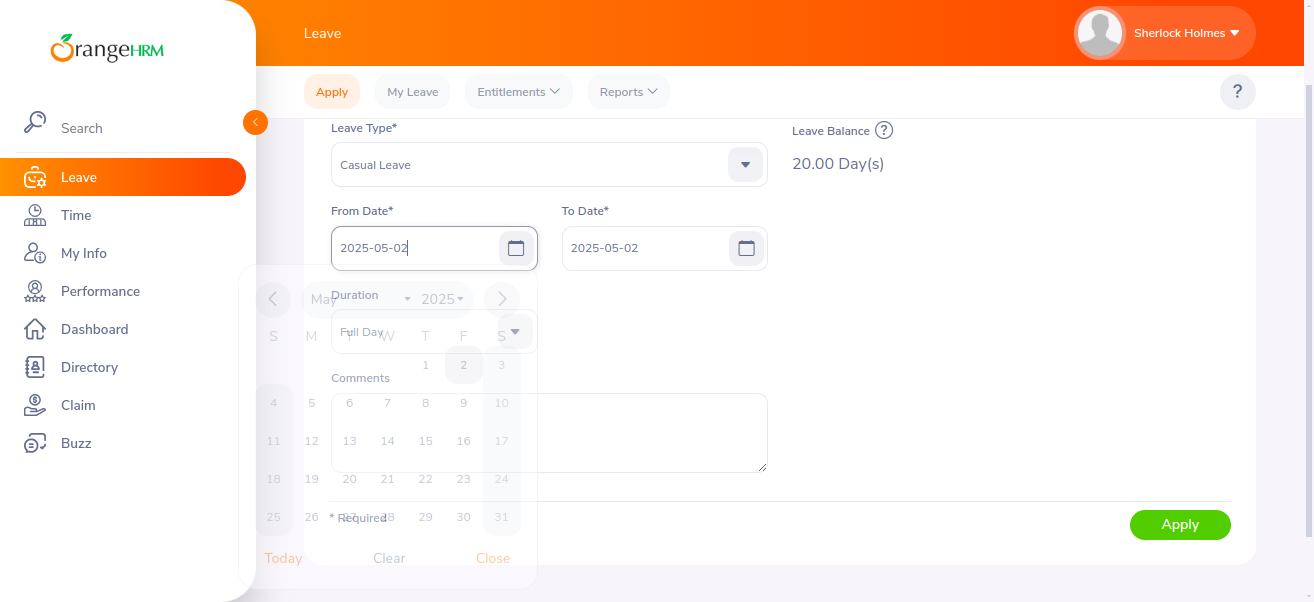 OrangeHRM
Leave
Sherlock Holmes
Apply
My Leave
Entitlements
Reports
?
Search
Leave
Time
My Info
Performance
Dashboard
Directory
Claim
Buzz
Leave Type*
Casual Leave
Leave Balance ?
20.00 Day(s)
From Date*
To Date*
2025-05-02
2025-05-02
Duration
Full Day
May 2025
S M T W T F S
1 2 3
4 5 6 7 8 9 10
11 12 13 14 15 16 17
18 19 20 21 22 23 24
25 26 27 28 29 30 31
Today Clear Close
Comments
* Required
Apply